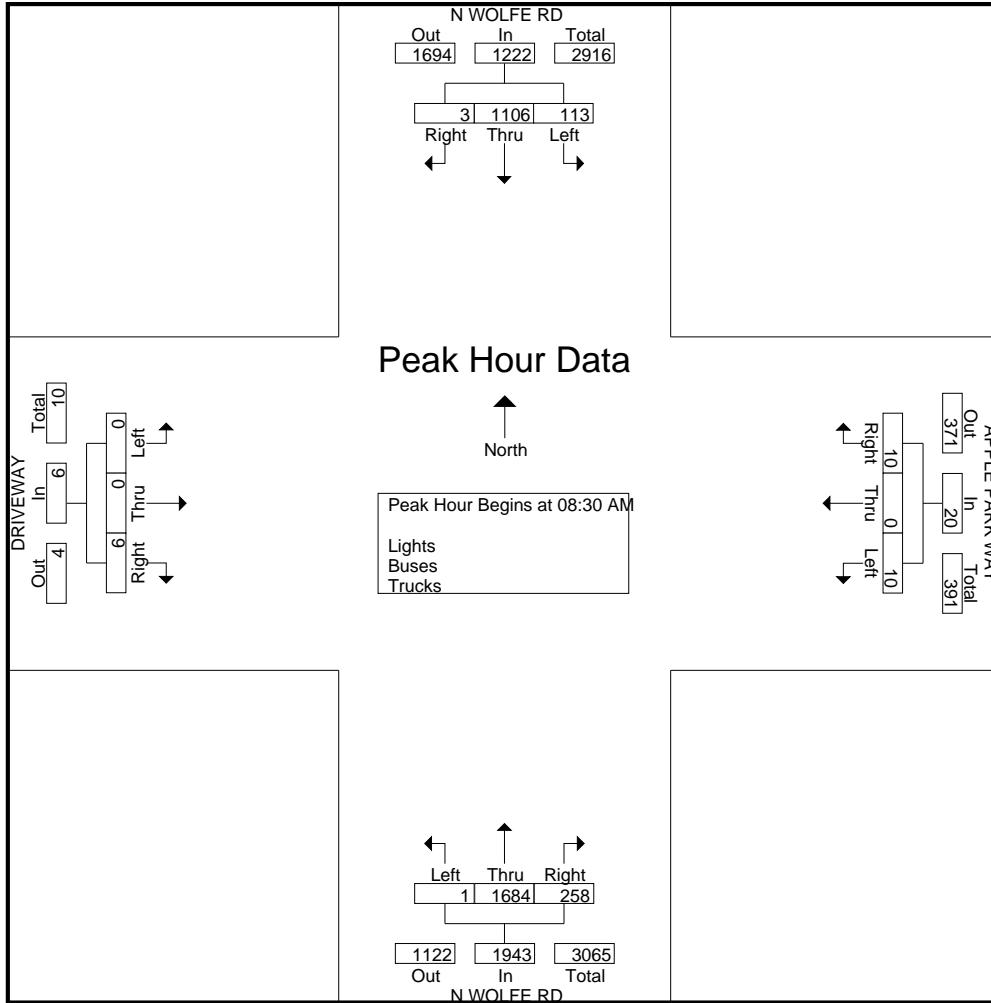 N WOLFE RD
Out In Total
1694 1222 2916
3 1106 113
Right Thru Left
Peak Hour Data
North
Peak Hour Begins at 08:30 AM
Lights
Buses
Trucks
DRIVEWAY
Out In Total
4 6 10
6 0 0
Right Thru Left
APPLE PARK WAY
Out In Total
371 20 391
10 0 10
Right Thru Left
Left Thru Right
1 1684 258
1122 1943 3065
Out In Total
N WOLFE RD